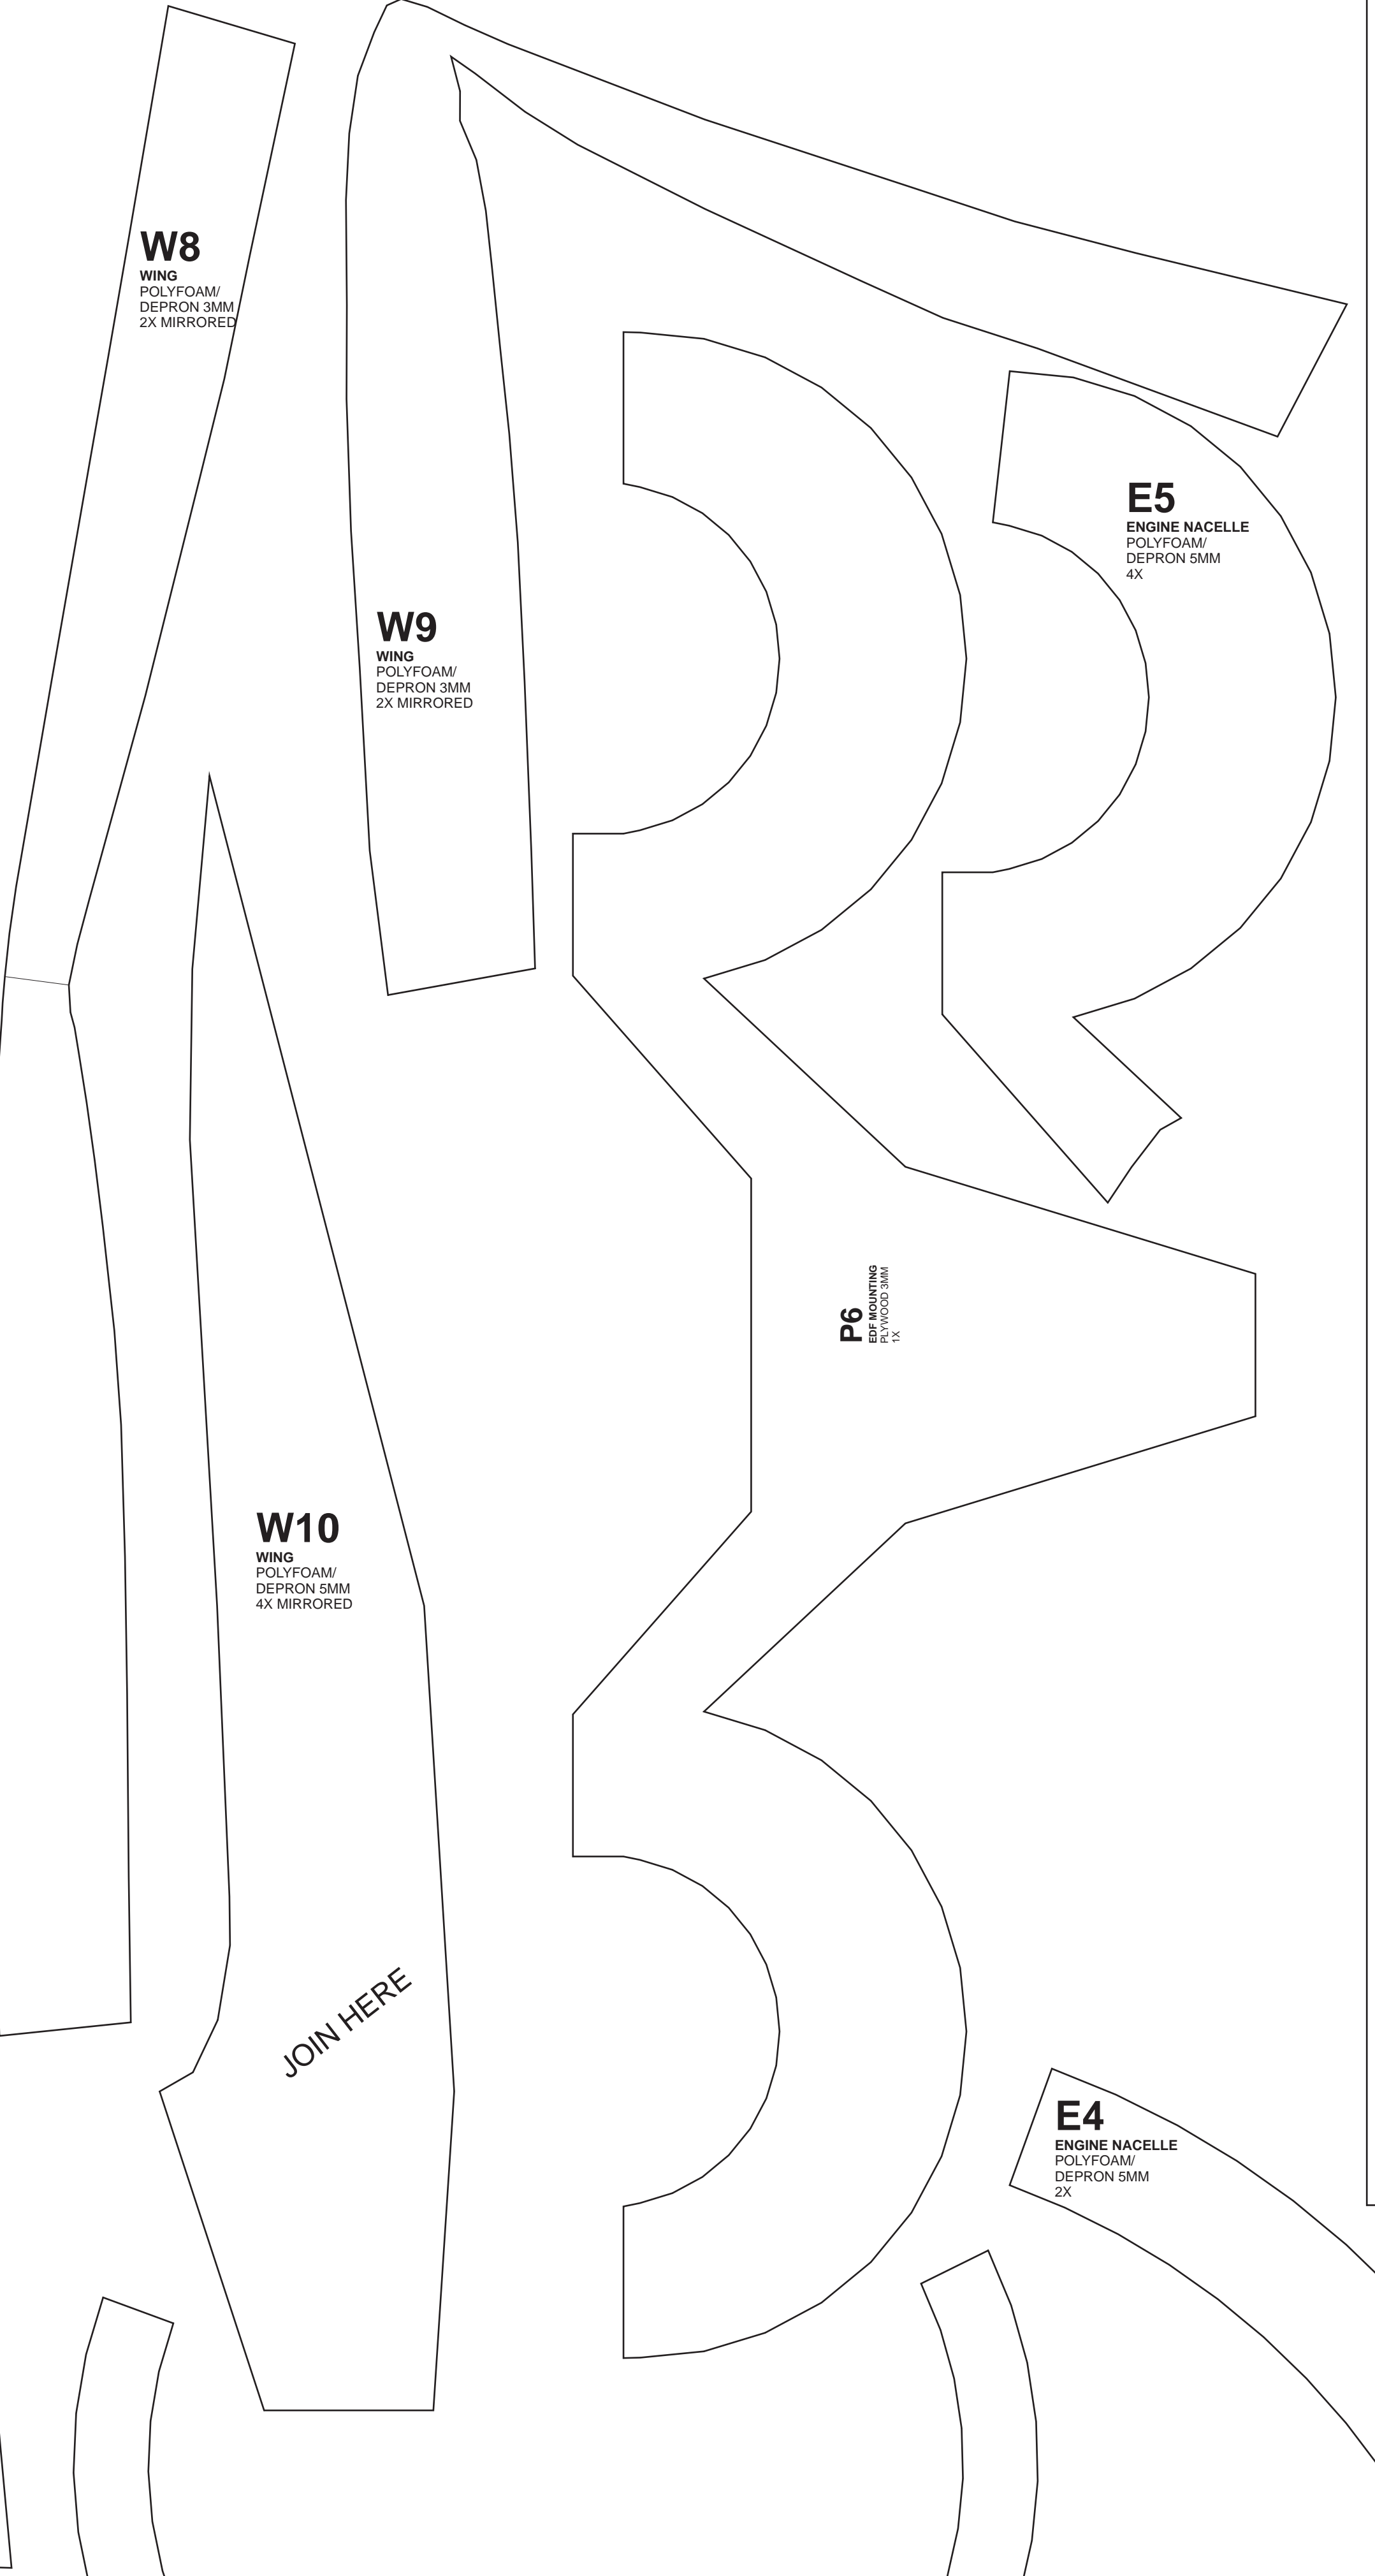 W8
WING
POLYFOAM/
DEPRON 3MM
2X MIRRORED
E5
ENGINE NACELLE
POLYFOAM/
DEPRON 5MM
4X
W9
WING
POLYFOAM/
DEPRON 3MM
2X MIRRORED
P6
EDF MOUNTING
PLYWOOD 3MM
1X
W10
WING
POLYFOAM/
DEPRON 5MM
4X MIRRORED
JOIN HERE
E4
ENGINE NACELLE
POLYFOAM/
DEPRON 5MM
2X